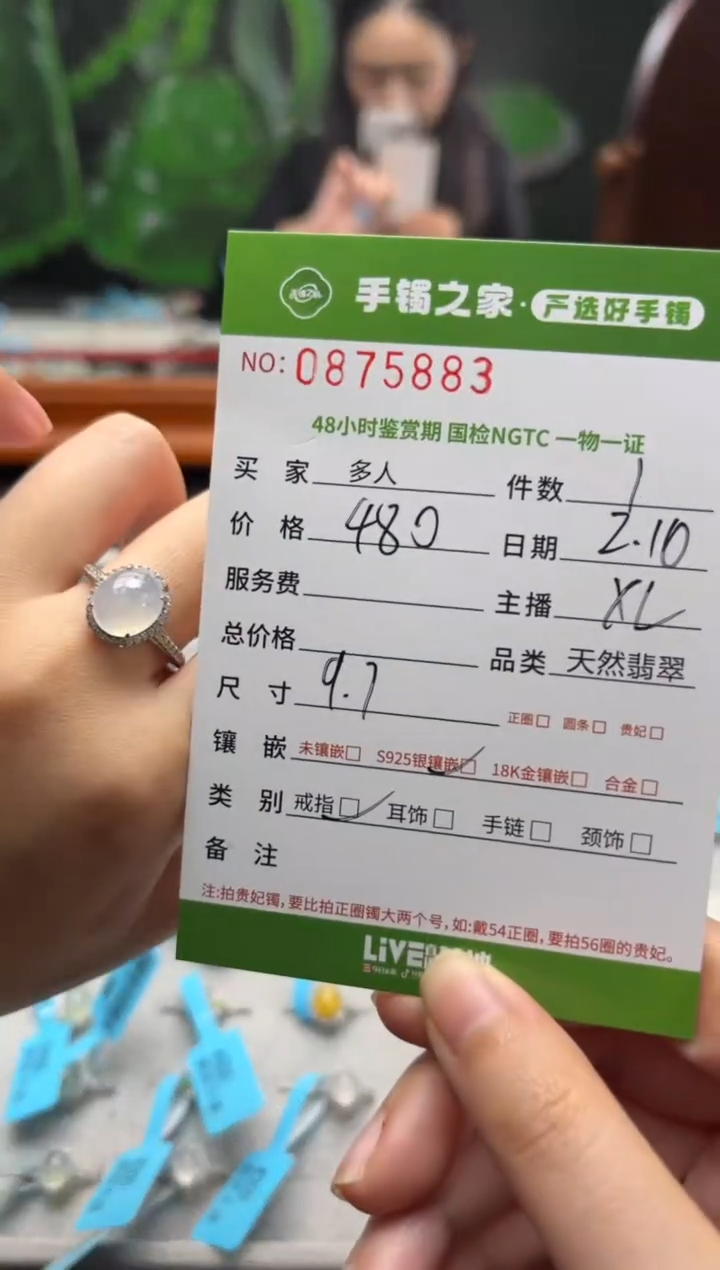 手镯之家·严选好手镯
NO: 0875883
48小时鉴赏期 国检NGTC 一物一证
买 家 多人 件数 1
价 格 480 日期 2.10
服务费 主播 XL
总价格 品类 天然翡翠
尺 寸 9.7 正圈□ 圆条□ 贵妃□
镶 嵌 未镶嵌□ S925银镶嵌□ 18K金镶嵌□ 合金□
类 别 戒指□ 耳饰□ 手链□ 颈饰□
备 注
注:拍贵妃镯,要比拍正圈镯大两个号,如:戴54正圈,要拍56圈的贵妃。
LiVE